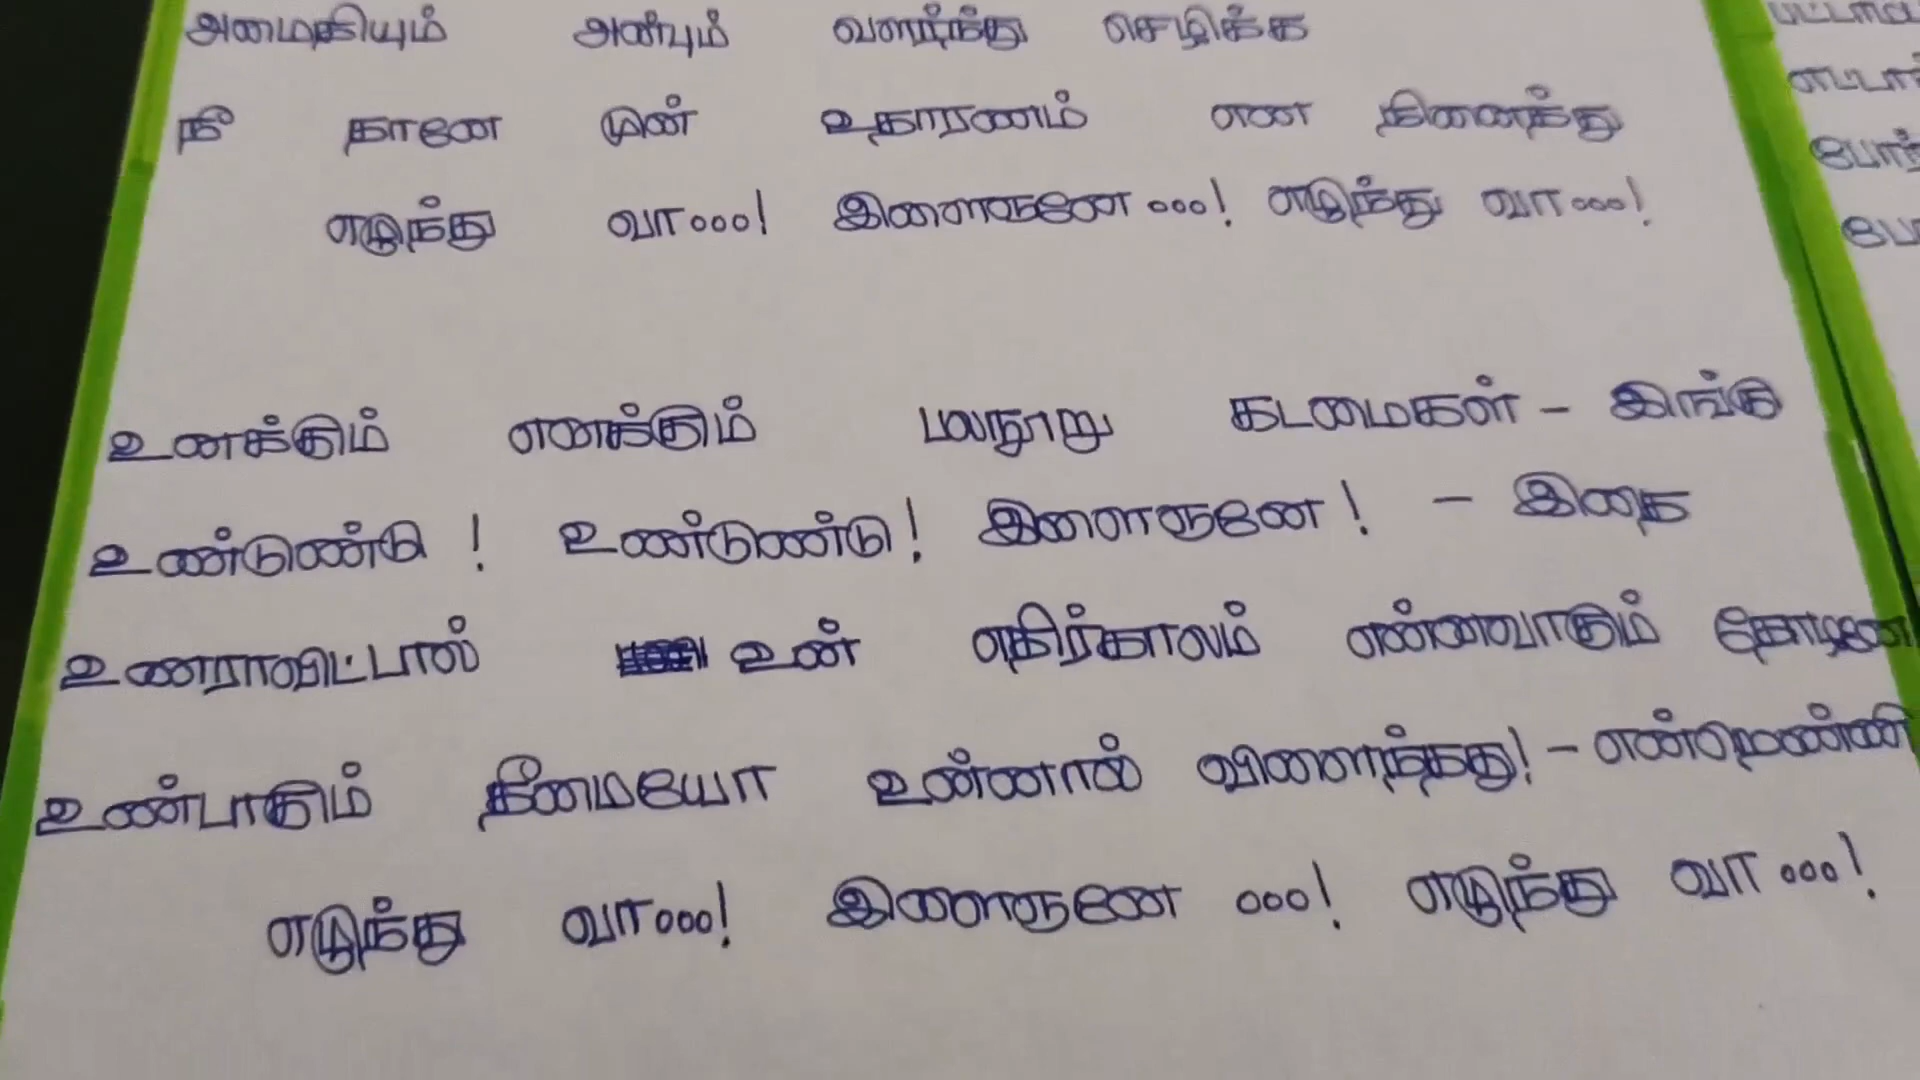 அமைதியும் அன்பும் வளர்ந்து செழிக்க
நீ தானே முன் உதாரணம் என நினைத்து
எழுந்து வா...! இளைஞனே...! எழுந்து வா...!
உனக்கும் எனக்கும் பலநூறு கடமைகள் - இங்கு
உண்டுண்டு ! உண்டுண்டு! இளைஞனே! - இதை
உணராவிட்டால் உன் எதிர்காலம் என்னவாகும் தோழனே
உண்பாதும் தீமையோ உன்னால் விளைந்தது! - என்றெண்ணி
எழுந்து வா...! இளைஞனே ...! எழுந்து வா ...!